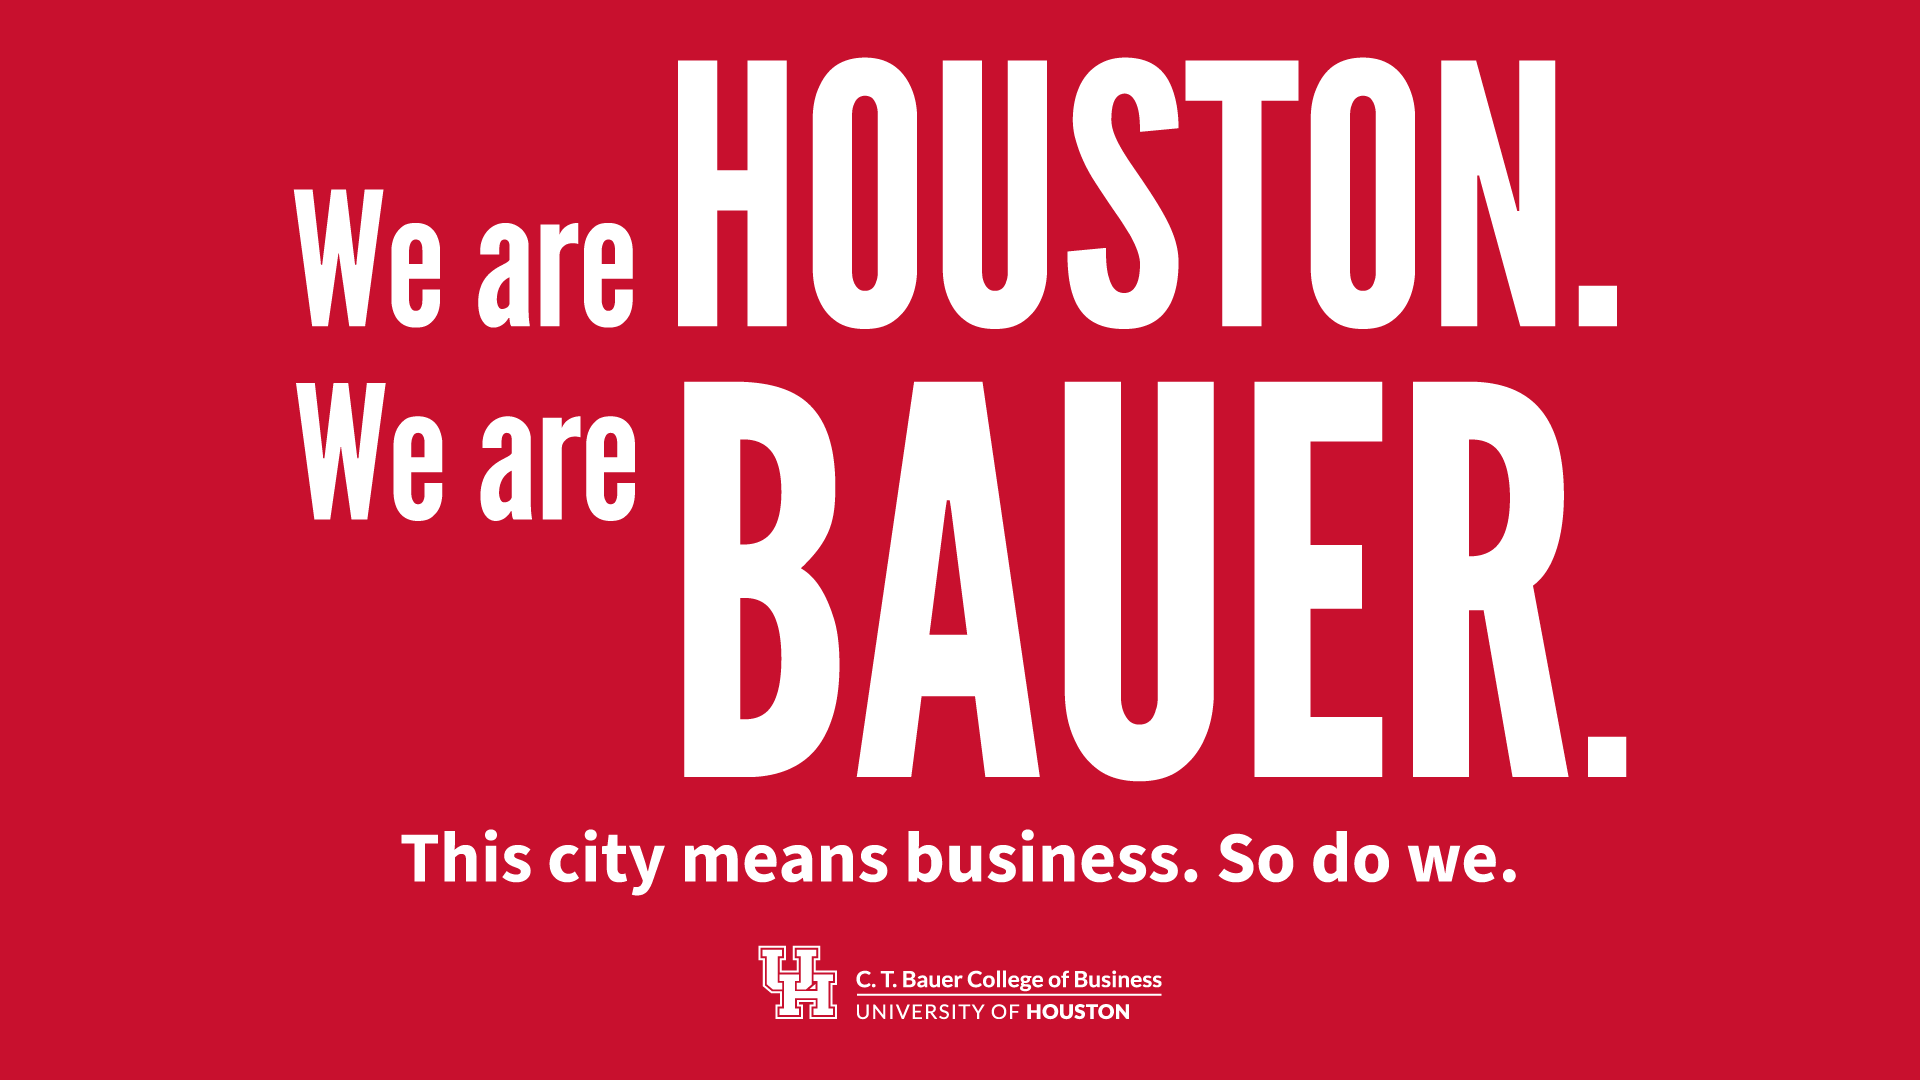 We are HOUSTON.
We are BAUER.
This city means business. So do we.
UH
C. T. Bauer College of Business
UNIVERSITY OF HOUSTON